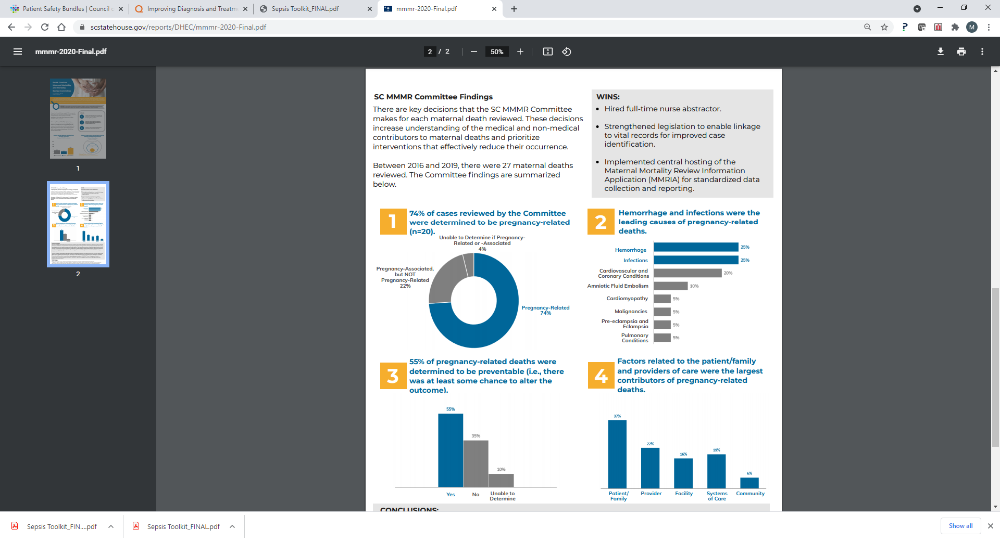 Patient Safety Bundles | Council
Improving Diagnosis and Treatm
Sepsis Toolkit_FINAL.pdf
mmmr-2020-Final.pdf
scstatehouse.gov/reports/DHEC/mmmr-2020-Final.pdf
M
mmmr-2020-Final.pdf
2 / 2
50%
1
2
SC MMMR Committee Findings
There are key decisions that the SC MMMR Committee
makes for each maternal death reviewed. These decisions
increase understanding of the medical and non-medical
contributors to maternal deaths and prioritize
interventions that effectively reduce their occurrence.
Between 2016 and 2019, there were 27 maternal deaths
reviewed. The Committee findings are summarized
below.
WINS:
• Hired full-time nurse abstractor.
• Strengthened legislation to enable linkage
to vital records for improved case
identification.
• Implemented central hosting of the
Maternal Mortality Review Information
Application (MMRIA) for standardized data
collection and reporting.
1
74% of cases reviewed by the Committee
were determined to be pregnancy-related
(n=20).
Unable to Determine if Pregnancy-
Related or -Associated
4%
Pregnancy-Associated,
but NOT
Pregnancy-Related
22%
Pregnancy-Related
74%
2
Hemorrhage and infections were the
leading causes of pregnancy-related
deaths.
Hemorrhage 25%
Infections 25%
Cardiovascular and
Coronary Conditions 20%
Amniotic Fluid Embolism 10%
Cardiomyopathy 5%
Malignancies 5%
Pre-eclampsia and
Eclampsia 5%
Pulmonary
Conditions 5%
3
55% of pregnancy-related deaths were
determined to be preventable (i.e., there
was at least some chance to alter the
outcome).
55%
35%
10%
Yes No Unable to
Determine
4
Factors related to the patient/family
and providers of care were the largest
contributors of pregnancy-related
deaths.
37%
22%
16%
19%
6%
Patient/
Family
Provider
Facility
Systems
of Care
Community
CONCLUSIONS:
Sepsis Toolkit_FIN....pdf
Sepsis Toolkit_FINAL.pdf
Show all